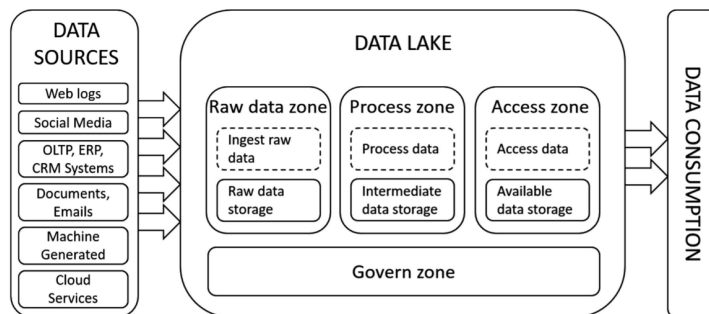 DATA
SOURCES
Web logs
Social Media
OLTP, ERP,
CRM Systems
Documents,
Emails
Machine
Generated
Cloud
Services
DATA LAKE
Raw data zone
Ingest raw
data
Raw data
storage
Process zone
Process data
Intermediate
data storage
Access zone
Access data
Available
data storage
Govern zone
DATA CONSUMPTION